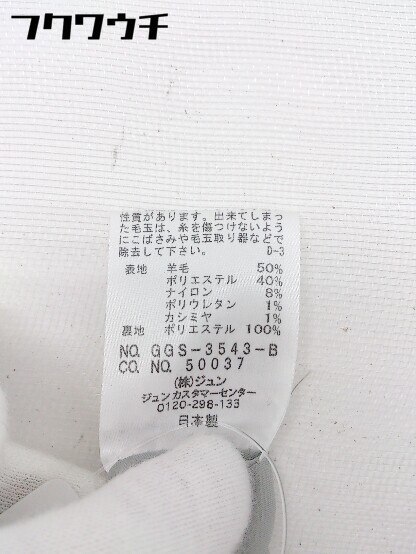 フクワウチ
性質があります。出来てしまっ
た毛玉は、糸を傷つけないよう
にこばさみや毛玉取り器などで
除去して下さい。 D-3
表地 羊毛 50%
ポリエステル 40%
ナイロン 8%
ポリウレタン 1%
カシミヤ 1%
裏地 ポリエステル 100%
NO. GGS-3543-B
CO. NO. 50037
(株)ジュン
ジュンカスタマーセンター
0120-298-133